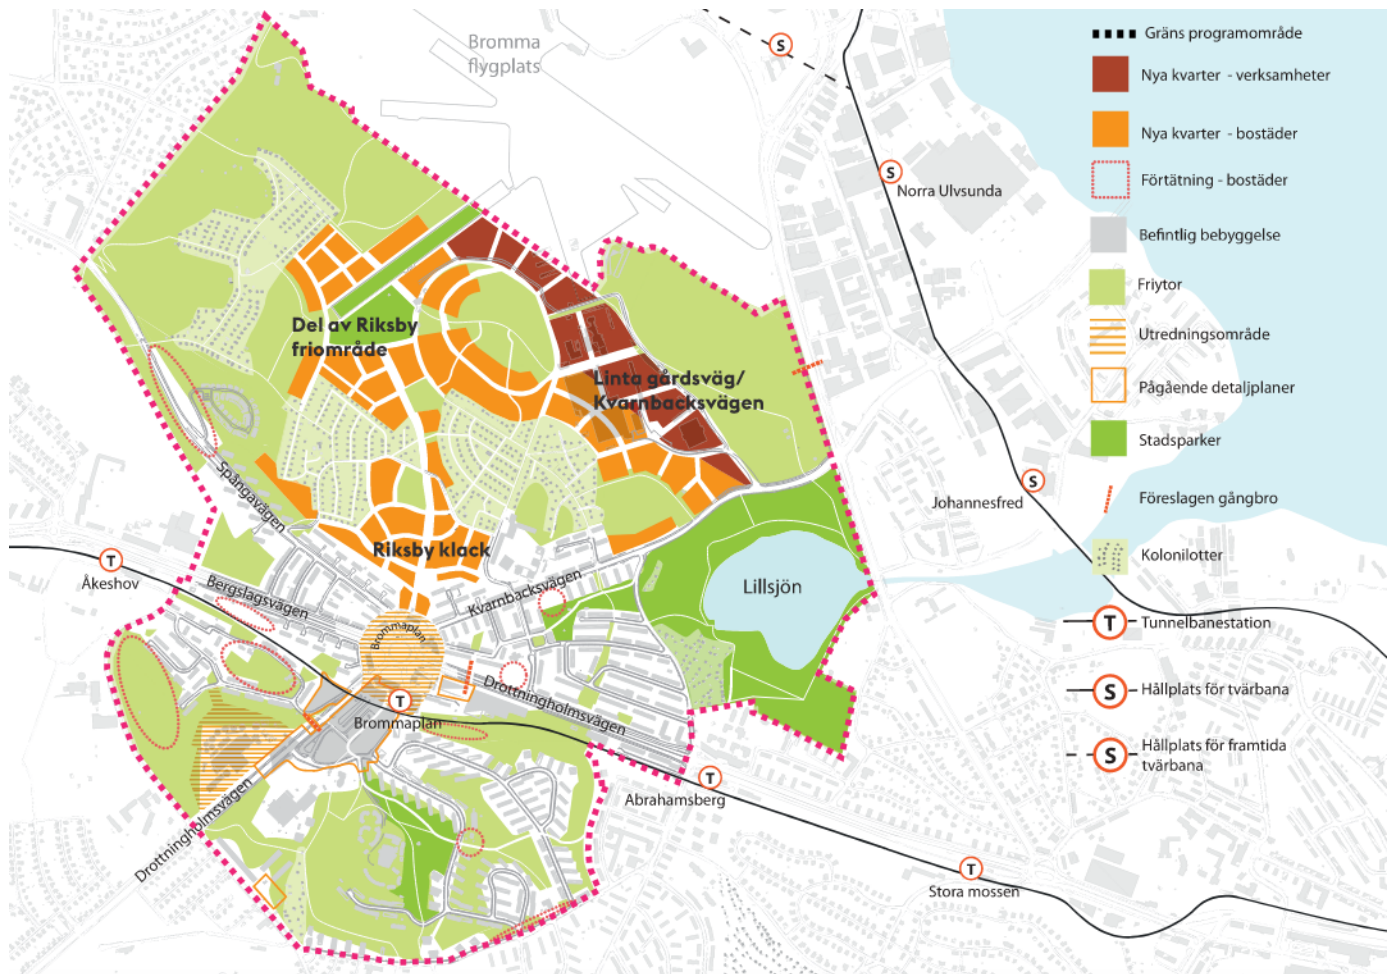 Bromma
flygplats
S
S
Norra Ulvsunda
Gräns programområde
Nya kvarter - verksamheter
Nya kvarter - bostäder
Förtätning - bostäder
Befintlig bebyggelse
Friytor
Utredningsområde
Pågående detaljplaner
Stadsparker
Föreslagen gångbro
Kolonilotter
T
Tunnelbanestation
S
Hållplats för tvärbana
S
Hållplats för framtida
tvärbana
Del av Riksby
friområde
Linta gårdsväg/
Kvarnbacksvägen
Spångavägen
S
Johannesfred
Riksby klack
T
Åkeshov
Bergslagsvägen
Kvarnbacksvägen
Lillsjön
Brommaplan
Drottningholmsvägen
T
Brommaplan
T
Abrahamsberg
Drottningholmsvägen
T
Stora mossen